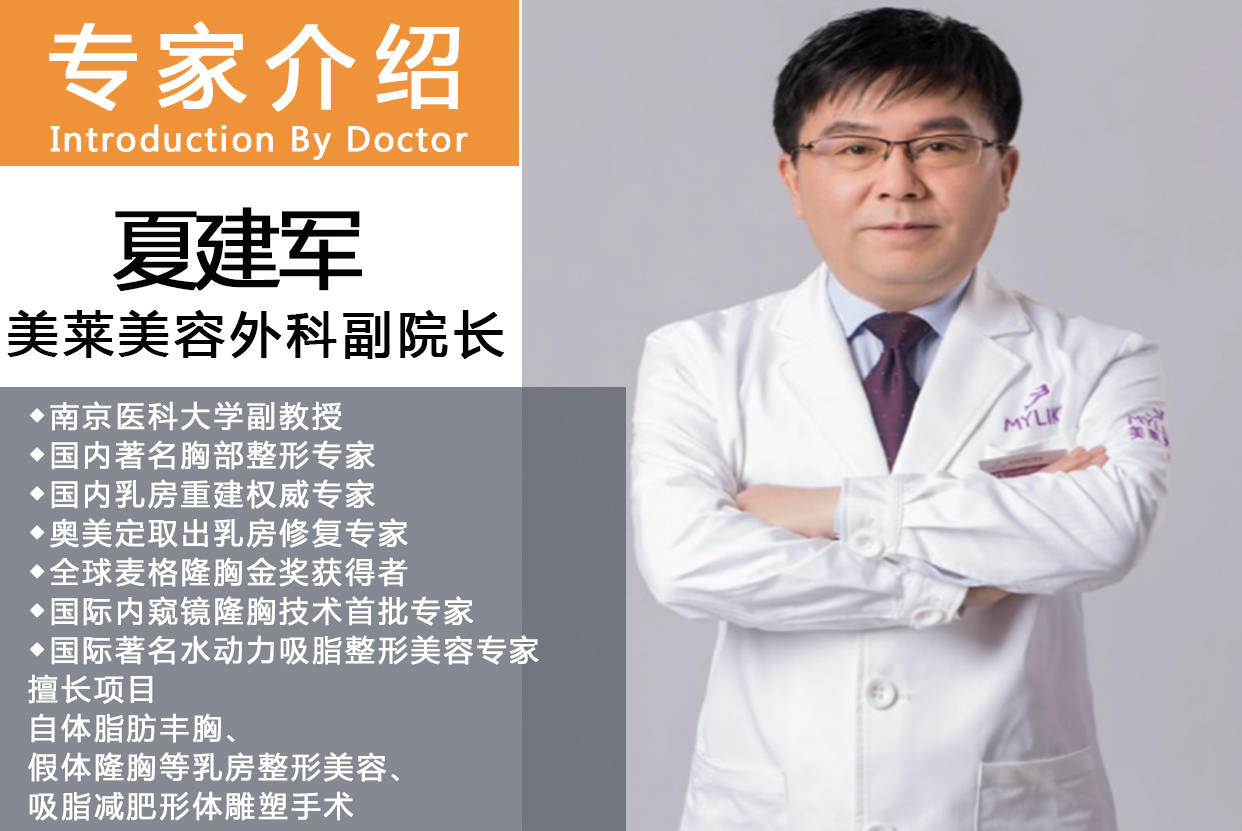 专家介绍
Introduction By Doctor
夏建军
美莱美容外科副院长
◆南京医科大学副教授
◆国内著名胸部整形专家
◆国内乳房重建权威专家
◆奥美定取出乳房修复专家
◆全球麦格隆胸金奖获得者
◆国际内窥镜隆胸技术首批专家
◆国际著名水动力吸脂整形美容专家
擅长项目
自体脂肪丰胸、
假体隆胸等乳房整形美容、
吸脂减肥形体雕塑手术
MYLIK